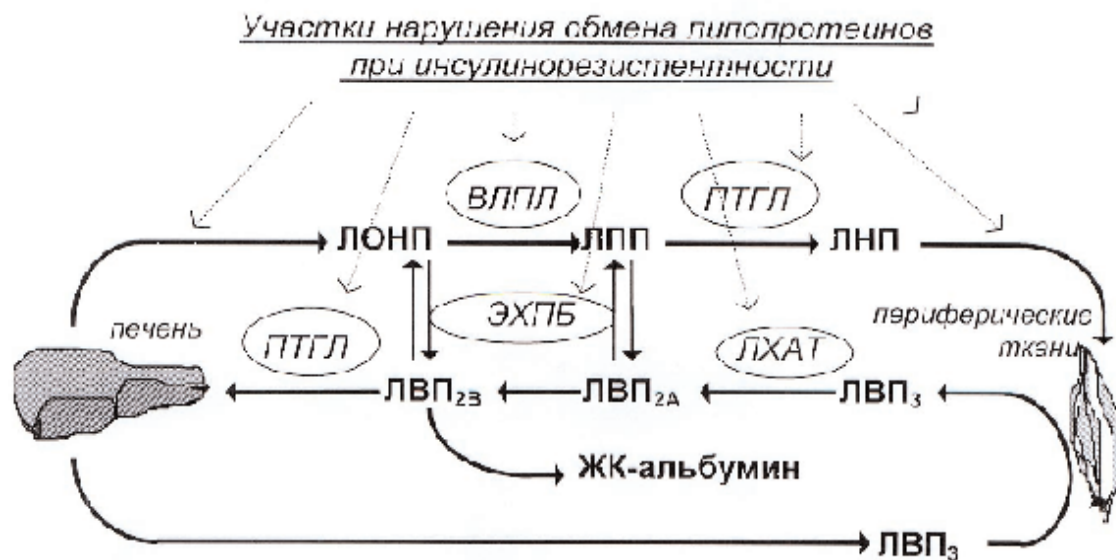 Участки нарушения обмена липопротеинов
при инсулинорезистентности
ВЛПЛ ПТГЛ
ЛОНП ЛПП ЛНП
печень ПТГЛ ЭХПБ ЛХАТ периферические
ткани
ЛВП2В ЛВП2А ЛВП3
ЖК-альбумин
ЛВП3